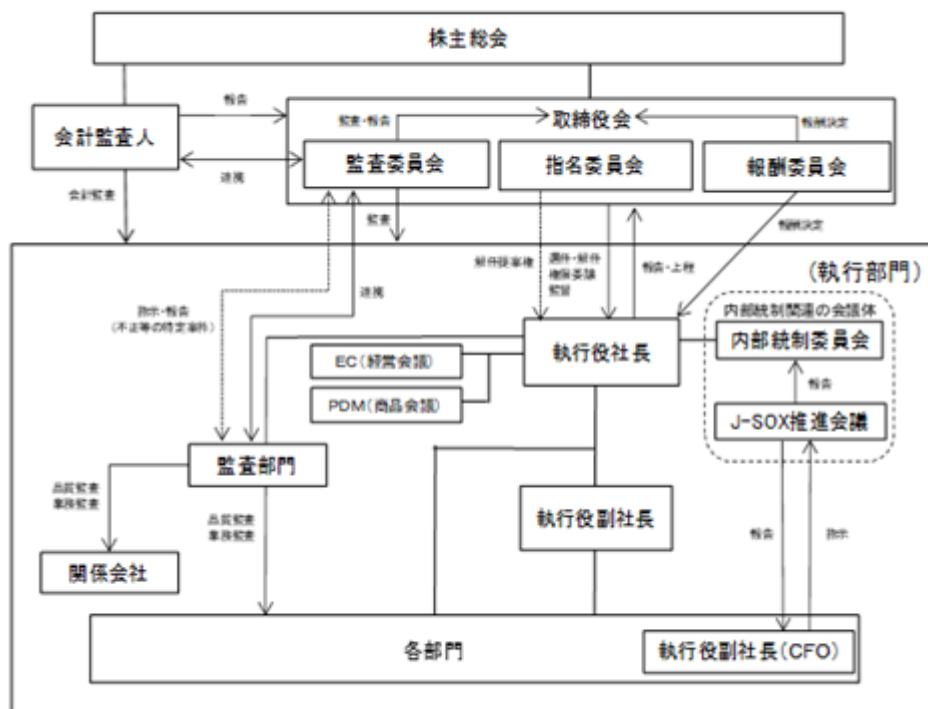 株主総会
報告
会計監査人
監査・報告
取締役会
報酬決定
監査委員会
指名委員会
報酬委員会
連携
会計監査
監査
解任提案権
選任・解任
権限委譲
監督
報告・上程
報酬決定
(執行部門)
指示・報告
(不正等の特定案件)
連携
内部統制関連の会議体
執行役社長
内部統制委員会
EC(経営会議)
報告
PDM(商品会議)
J-SOX推進会議
監査部門
品質監査
業務監査
執行役副社長
品質監査
業務監査
報告
指示
関係会社
各部門
執行役副社長(CFO)